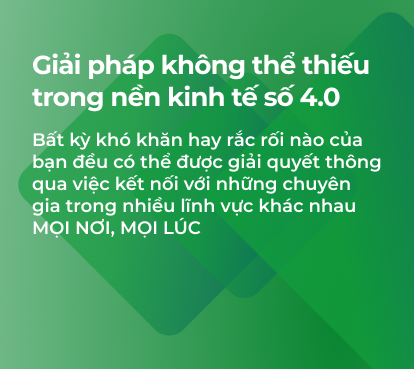 Giải pháp không thể thiếu
trong nền kinh tế số 4.0
Bất kỳ khó khăn hay rắc rối nào của
bạn đều có thể được giải quyết thông
qua việc kết nối với những chuyên
gia trong nhiều lĩnh vực khác nhau
MỌI NƠI, MỌI LÚC